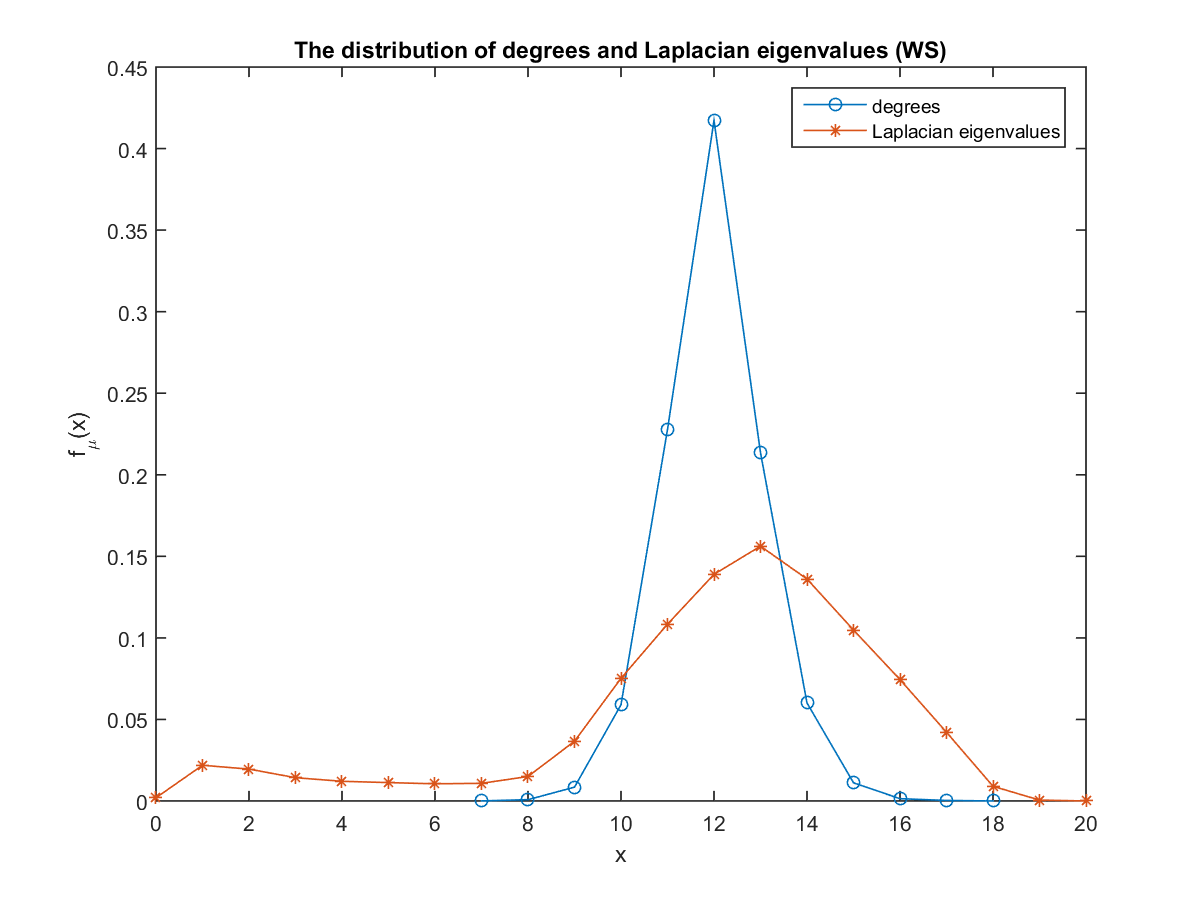 The distribution of degrees and Laplacian eigenvalues (WS)
degrees
Laplacian eigenvalues
0.45
0.4
0.35
0.3
0.25
0.2
0.15
0.1
0.05
0
f_μ(x)
0 2 4 6 8 10 12 14 16 18 20
x